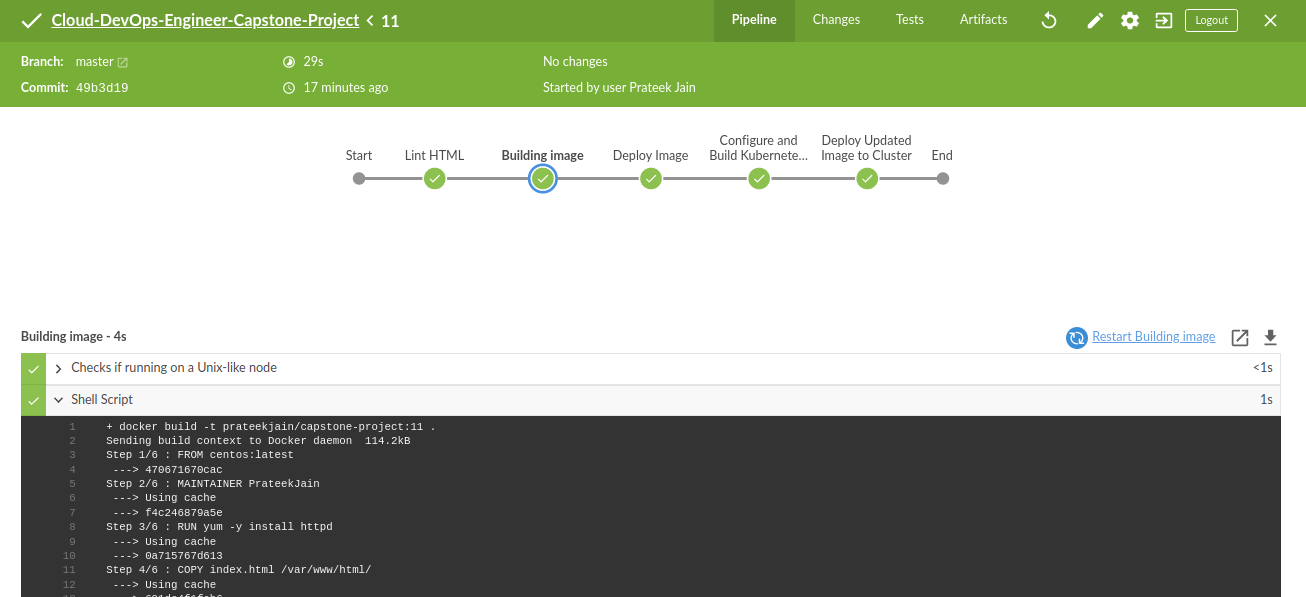 Cloud-DevOps-Engineer-Capstone-Project < 11
Pipeline Changes Tests Artifacts Logout
Branch: master 29s No changes
Commit: 49b3d19 17 minutes ago Started by user Prateek Jain
Start Lint HTML Building image Deploy Image Configure and Build Kubernete... Deploy Updated Image to Cluster End
Building image - 4s Restart Building image
Checks if running on a Unix-like node <1s
Shell Script 1s
1 + docker build -t prateekjain/capstone-project:11 .
2 Sending build context to Docker daemon  114.2kB
3 Step 1/6 : FROM centos:latest
4 ---> 470671670cac
5 Step 2/6 : MAINTAINER PrateekJain
6 ---> Using cache
7 ---> f4c246879a5e
8 Step 3/6 : RUN yum -y install httpd
9 ---> Using cache
10 ---> 0a715767d613
11 Step 4/6 : COPY index.html /var/www/html/
12 ---> Using cache